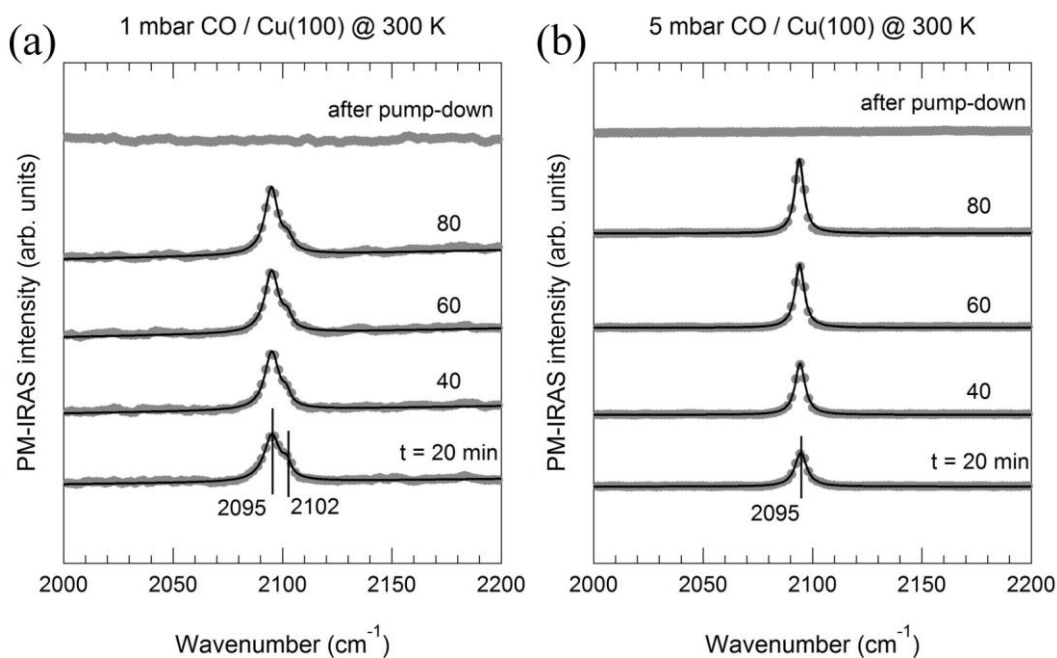 (a)
1 mbar CO / Cu(100) @ 300 K
PM-IRAS intensity (arb. units)
after pump-down
80
60
40
t = 20 min
2095
2102
2000
2050
2100
2150
2200
Wavenumber (cm⁻¹)
(b)
5 mbar CO / Cu(100) @ 300 K
PM-IRAS intensity (arb. units)
after pump-down
80
60
40
t = 20 min
2095
2000
2050
2100
2150
2200
Wavenumber (cm⁻¹)